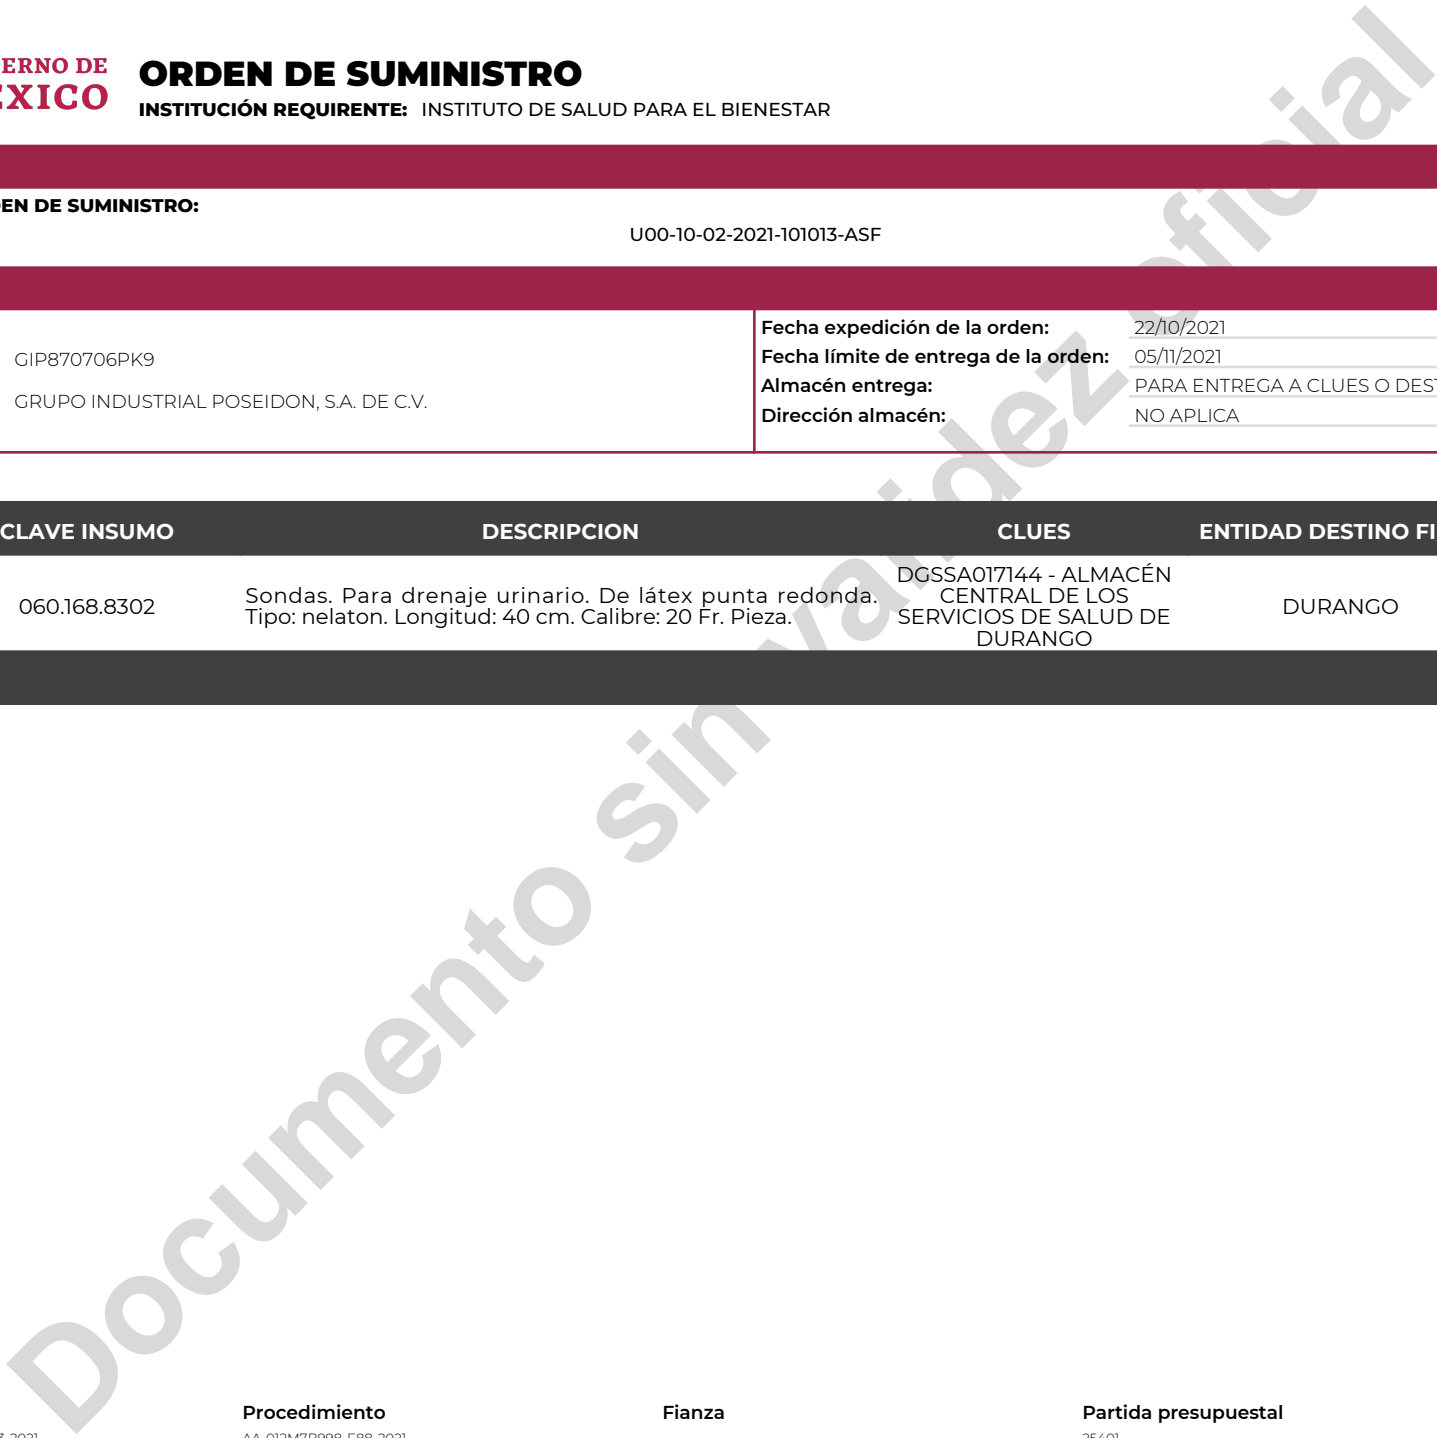 ERNO DE
ORDEN DE SUMINISTRO
XICO
INSTITUCIÓN REQUIRENTE: INSTITUTO DE SALUD PARA EL BIENESTAR
EN DE SUMINISTRO:
U00-10-02-2021-101013-ASF
GIP870706PK9
GRUPO INDUSTRIAL POSEIDON, S.A. DE C.V.
Fecha expedición de la orden: 22/10/2021
Fecha límite de entrega de la orden: 05/11/2021
Almacén entrega: PARA ENTREGA A CLUES O DEST
Dirección almacén: NO APLICA
CLAVE INSUMO DESCRIPCION CLUES ENTIDAD DESTINO FI
060.168.8302
Sondas. Para drenaje urinario. De látex punta redonda.
Tipo: nelaton. Longitud: 40 cm. Calibre: 20 Fr. Pieza.
DGSSA017144 - ALMACÉN
CENTRAL DE LOS
SERVICIOS DE SALUD DE
DURANGO
DURANGO
Documento sin validez oficial
Procedimiento Fianza Partida presupuestal